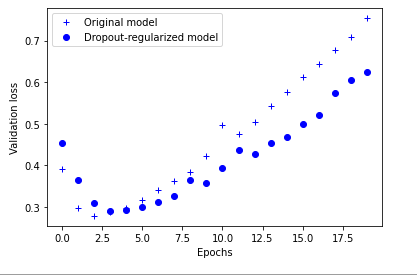 Original model
Dropout-regularized model
0.7
0.6
0.5
0.4
0.3
Validation loss
0.0 2.5 5.0 7.5 10.0 12.5 15.0 17.5
Epochs